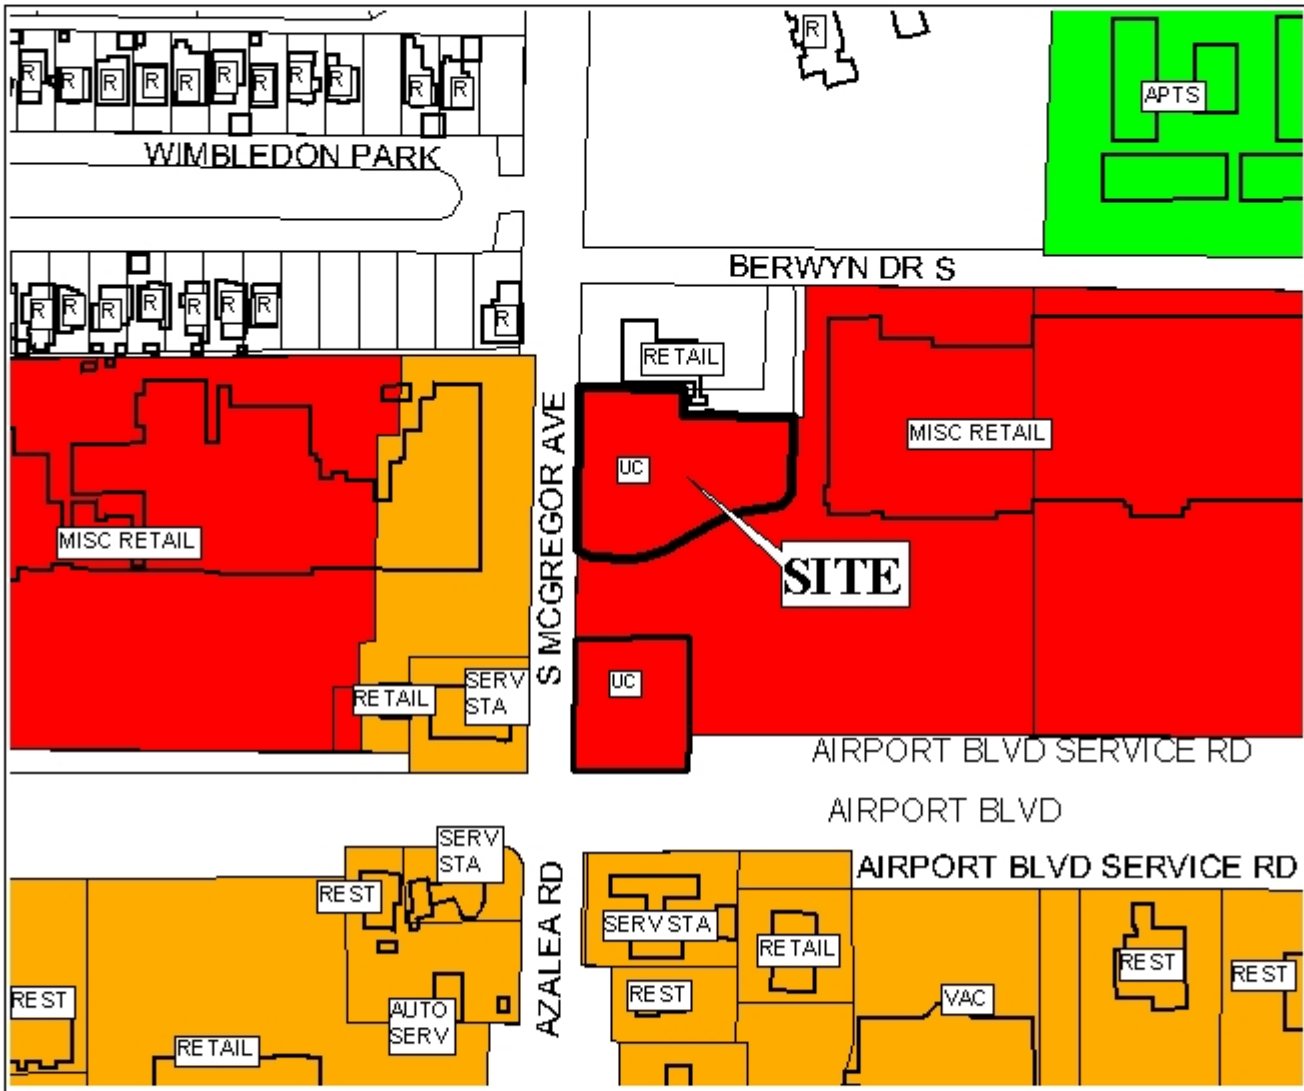 R
R
R
R
R
R
R
R
R
R
R
R
APTS
WIMBLEDON PARK
BERWYN DR S
R
R
R
R
R
R
R
R
RETAIL
MISC RETAIL
S MCGREGOR AVE
UC
MISC RETAIL
SITE
UC
RETAIL
SERV
STA
AIRPORT BLVD SERVICE RD
AIRPORT BLVD
SERV
STA
AIRPORT BLVD SERVICE RD
REST
AZALEA RD
SERV STA
RETAIL
REST
REST
REST
REST
VAC
AUTO
SERV
RETAIL